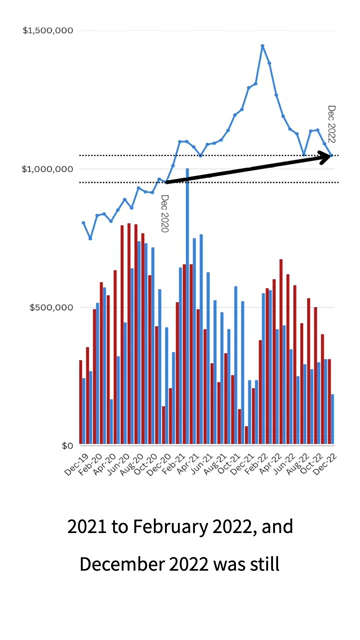 $1,500,000
Dec 2022
$1,000,000
Dec 2020
$500,000
$0
Dec-19
Feb-20
Apr-20
Jun-20
Aug-20
Oct-20
Dec-20
Feb-21
Apr-21
Jun-21
Aug-21
Oct-21
Dec-21
Feb-22
Apr-22
Jun-22
Aug-22
Oct-22
Dec-22
2021 to February 2022, and
December 2022 was still